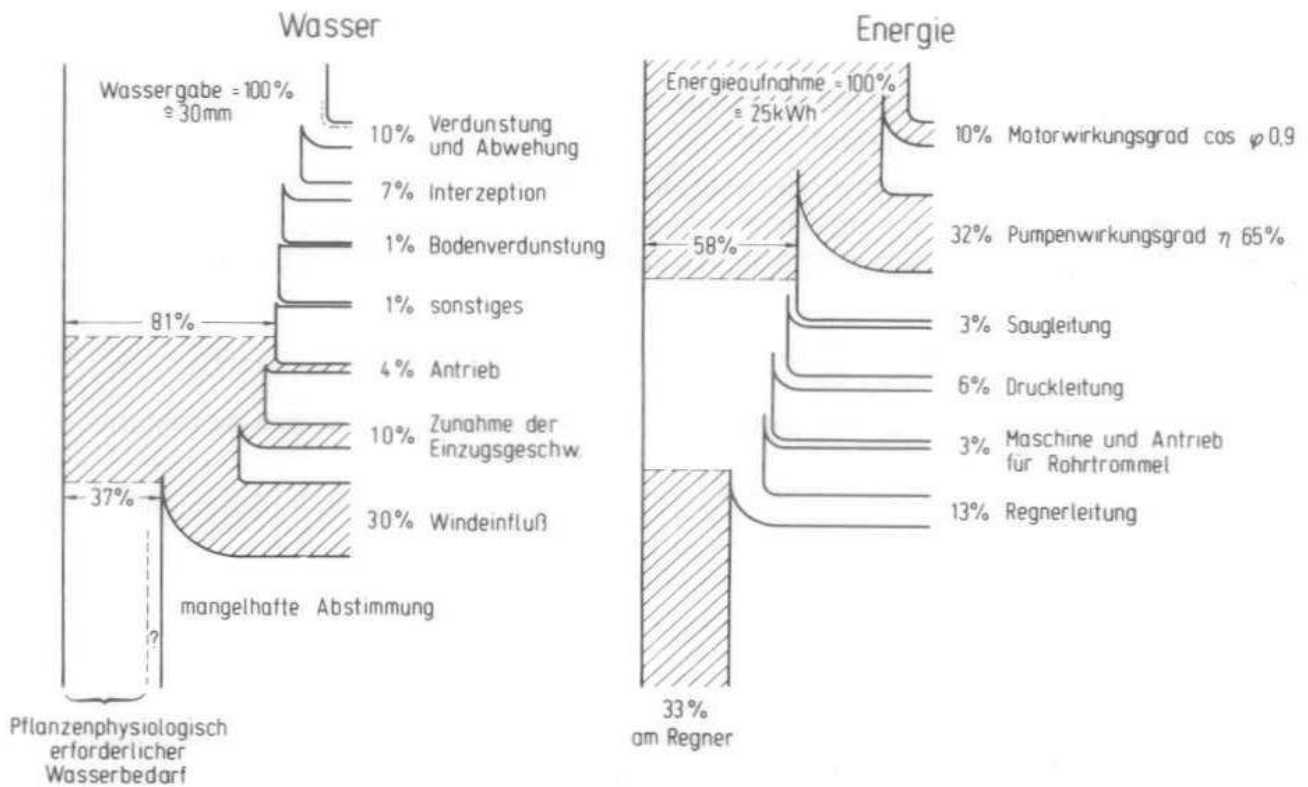 Wasser
Wassergabe = 100%
≙ 30mm
10% Verdunstung
und Abwehung
7% Interzeption
1% Bodenverdunstung
1% sonstiges
81%
4% Antrieb
10% Zunahme der
Einzugsgeschw.
37%
30% Windeinfluß
mangelhafte Abstimmung
?
Pflanzenphysiologisch
erforderlicher
Wasserbedarf
Energie
Energieaufnahme = 100%
≙ 25kWh
10% Motorwirkungsgrad cos φ 0,9
32% Pumpenwirkungsgrad η 65%
58%
3% Saugleitung
6% Druckleitung
3% Maschine und Antrieb
für Rohrtrommel
13% Regnerleitung
33%
am Regner